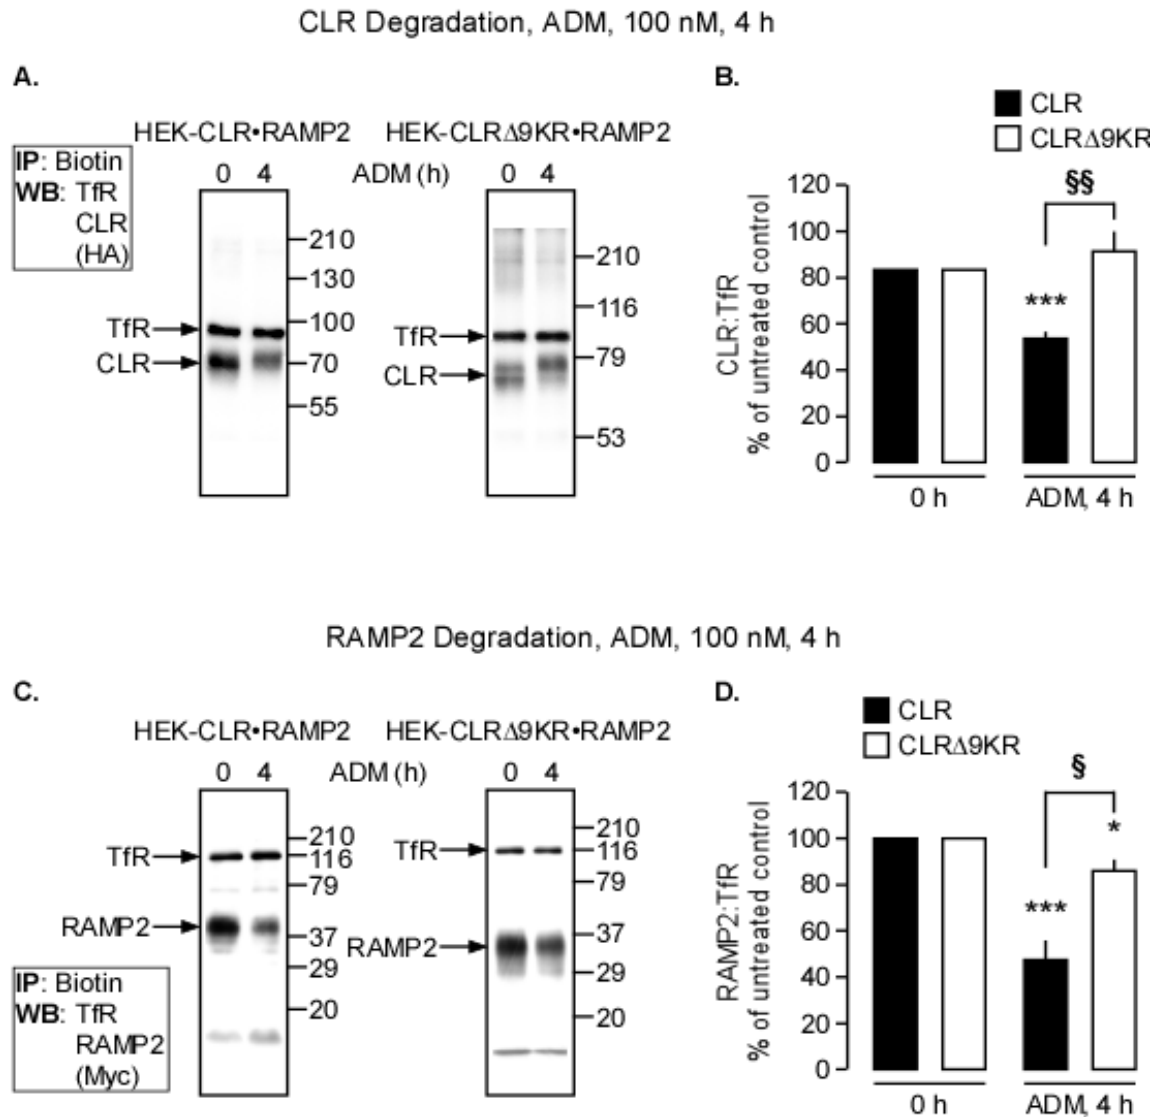 CLR Degradation, ADM, 100 nM, 4 h
A.
HEK-CLR•RAMP2 HEK-CLRΔ9KR•RAMP2
IP: Biotin
WB: TfR
CLR
(HA)
0 4 ADM (h) 0 4
210
130
100
70
55
TfR
CLR
210
116
79
53
TfR
CLR
B.
CLR
CLRΔ9KR
CLR:TfR
% of untreated control
120
100
80
60
40
20
0
§§
***
0 h
ADM, 4 h
RAMP2 Degradation, ADM, 100 nM, 4 h
C.
HEK-CLR•RAMP2 HEK-CLRΔ9KR•RAMP2
0 4 ADM (h) 0 4
TfR
RAMP2
210
116
79
37
29
20
TfR
RAMP2
210
116
79
37
29
20
IP: Biotin
WB: TfR
RAMP2
(Myc)
D.
CLR
CLRΔ9KR
RAMP2:TfR
% of untreated control
120
100
80
60
40
20
0
§
*
***
0 h
ADM, 4 h